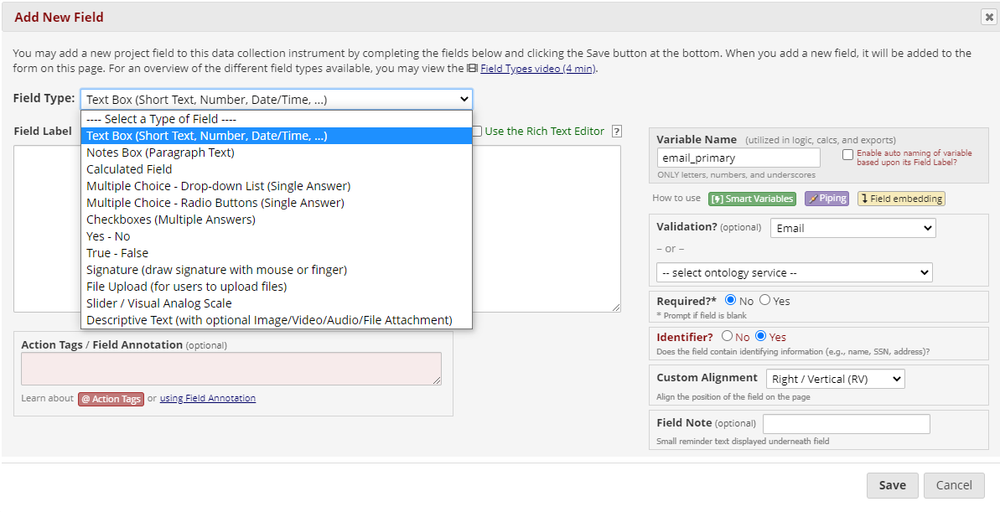 Add New Field
You may add a new project field to this data collection instrument by completing the fields below and clicking the Save button at the bottom. When you add a new field, it will be added to the
form on this page. For an overview of the different field types available, you may view the Field Types video (4 min).
Field Type: Text Box (Short Text, Number, Date/Time, ...)
---- Select a Type of Field ----
Text Box (Short Text, Number, Date/Time, ...)
Notes Box (Paragraph Text)
Calculated Field
Multiple Choice - Drop-down List (Single Answer)
Multiple Choice - Radio Buttons (Single Answer)
Checkboxes (Multiple Answers)
Yes - No
True - False
Signature (draw signature with mouse or finger)
File Upload (for users to upload files)
Slider / Visual Analog Scale
Descriptive Text (with optional Image/Video/Audio/File Attachment)
Field Label
Use the Rich Text Editor ?
Action Tags / Field Annotation (optional)
Learn about @ Action Tags or using Field Annotation
Variable Name (utilized in logic, calcs, and exports)
email_primary
Enable auto naming of variable
based upon its Field Label?
ONLY letters, numbers, and underscores
How to use Smart Variables Piping Field embedding
Validation? (optional) Email
– or –
-- select ontology service --
Required?* No Yes
* Prompt if field is blank
Identifier? No Yes
Does the field contain identifying information (e.g., name, SSN, address)?
Custom Alignment Right / Vertical (RV)
Align the position of the field on the page
Field Note (optional)
Small reminder text displayed underneath field
Save Cancel